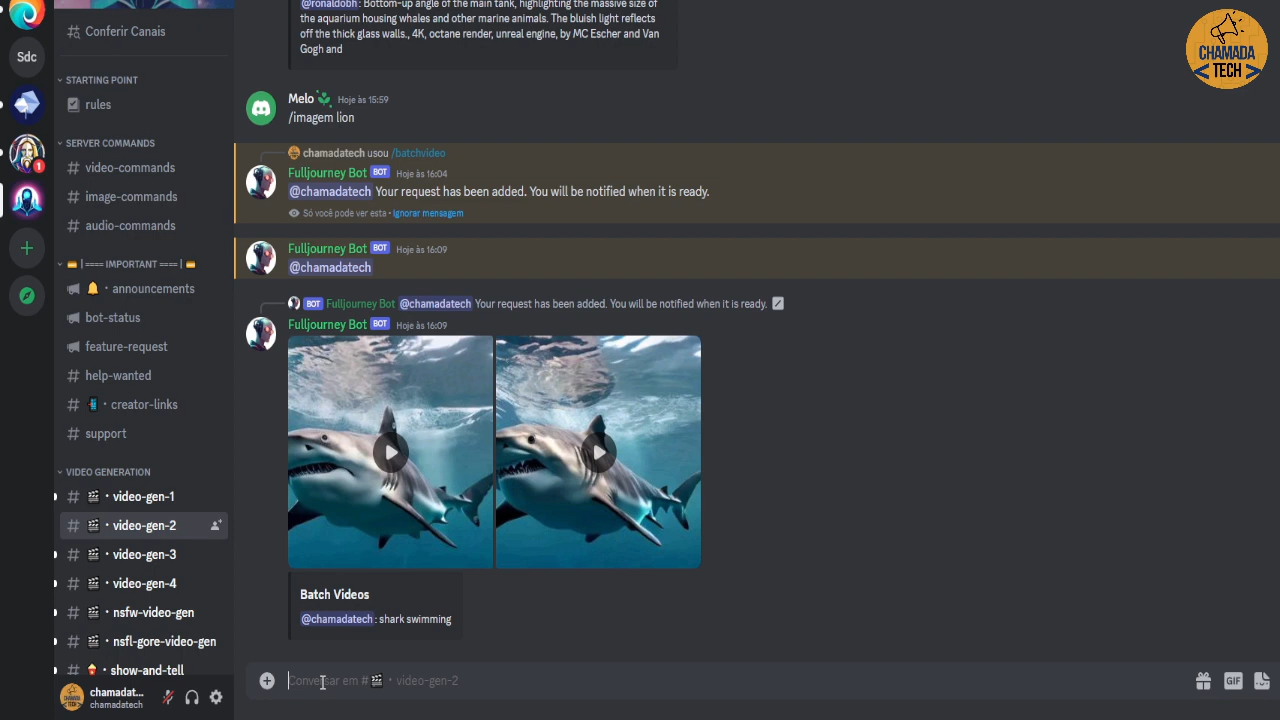 Conferir Canais
Sdc
STARTING POINT
rules
SERVER COMMANDS
# video-commands
# image-commands
# audio-commands
| ==== IMPORTANT ==== |
announcements
bot-status
feature-request
# help-wanted
# creator-links
# support
VIDEO GENERATION
# video-gen-1
# video-gen-2
# video-gen-3
# video-gen-4
# nsfw-video-gen
# nsfl-gore-video-gen
# show-and-tell
chamadat...
chamadatech
1
@ronaldobh: Bottom-up angle of the main tank, highlighting the massive size of
the aquarium housing whales and other marine animals. The bluish light reflects
off the thick glass walls., 4K, octane render, unreal engine, by MC Escher and Van
Gogh and
Melo Hoje às 15:59
/imagem lion
chamadatech usou /batchvideo
Fulljourney Bot BOT Hoje às 16:04
@chamadatech Your request has been added. You will be notified when it is ready.
Só você pode ver esta • Ignorar mensagem
Fulljourney Bot BOT Hoje às 16:09
@chamadatech
BOT Fulljourney Bot @chamadatech Your request has been added. You will be notified when it is ready.
Fulljourney Bot BOT Hoje às 16:09
Batch Videos
@chamadatech: shark swimming
Conversar em # • video-gen-2
GIF
CHAMADA
<TECH>